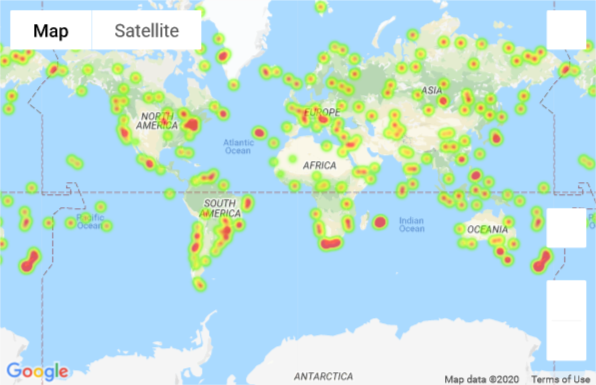 Map
Satellite
ASIA
NORTH
AMERICA
EUROPE
Atlantic
Ocean
AFRICA
SOUTH
AMERICA
Pacific
Ocean
Indian
Ocean
OCEANIA
ANTARCTICA
Google
Map data ©2020
Terms of Use